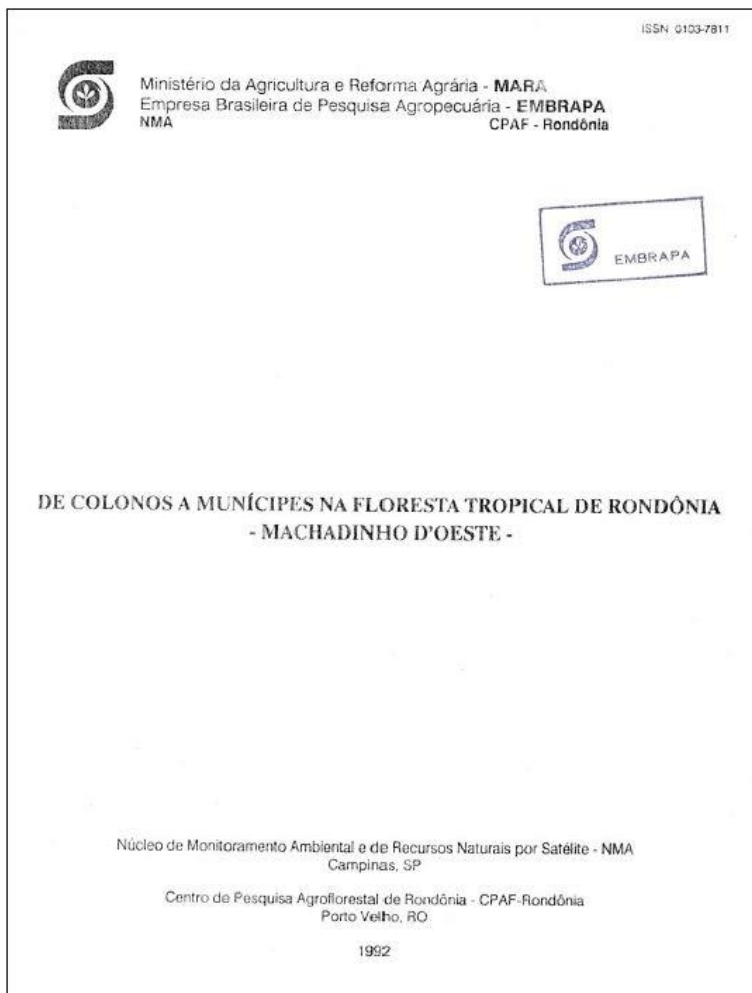 ISSN 0103-7811
Ministério da Agricultura e Reforma Agrária - MARA
Empresa Brasileira de Pesquisa Agropecuária - EMBRAPA
NMA CPAF - Rondônia
EMBRAPA
DE COLONOS A MUNÍCIPES NA FLORESTA TROPICAL DE RONDÔNIA
- MACHADINHO D'OESTE -
Núcleo de Monitoramento Ambiental e de Recursos Naturais por Satélite - NMA
Campinas, SP
Centro de Pesquisa Agroflorestal de Rondônia - CPAF-Rondônia
Porto Velho, RO
1992